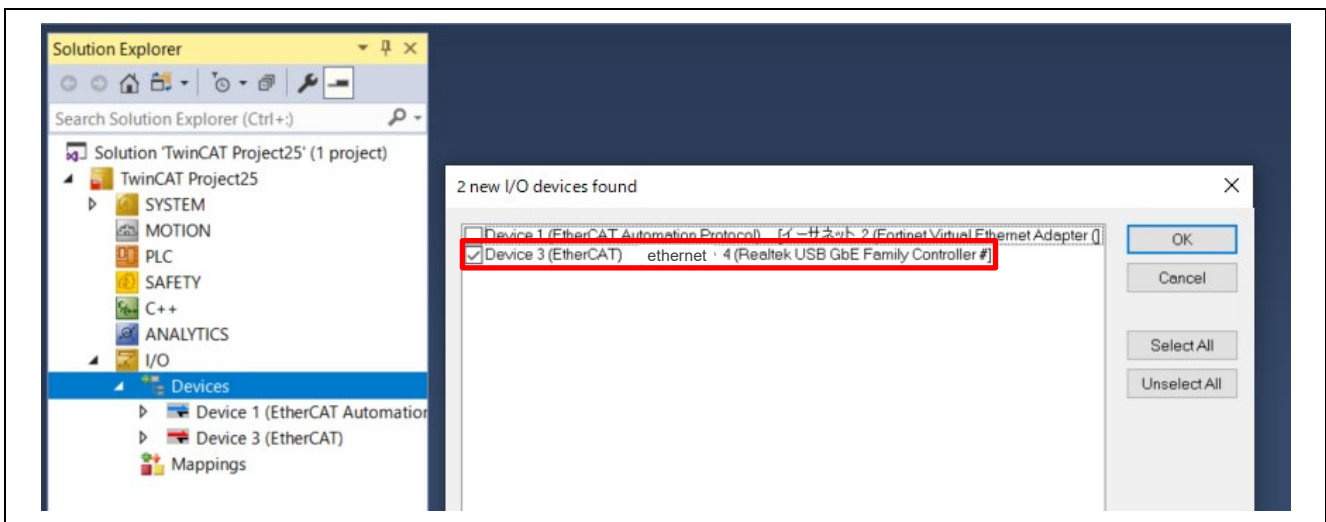 Solution Explorer
Search Solution Explorer (Ctrl+:)
Solution 'TwinCAT Project25' (1 project)
TwinCAT Project25
SYSTEM
MOTION
PLC
SAFETY
C++
ANALYTICS
I/O
Devices
Device 1 (EtherCAT Automation
Device 3 (EtherCAT)
Mappings
2 new I/O devices found
Device 1 (EtherCAT Automation Protocol) [イーサネット 2 (Fortinet Virtual Ethernet Adapter (]
Device 3 (EtherCAT) ethernet、4 (Realtek USB GbE Family Controller #]
OK
Cancel
Select All
Unselect All